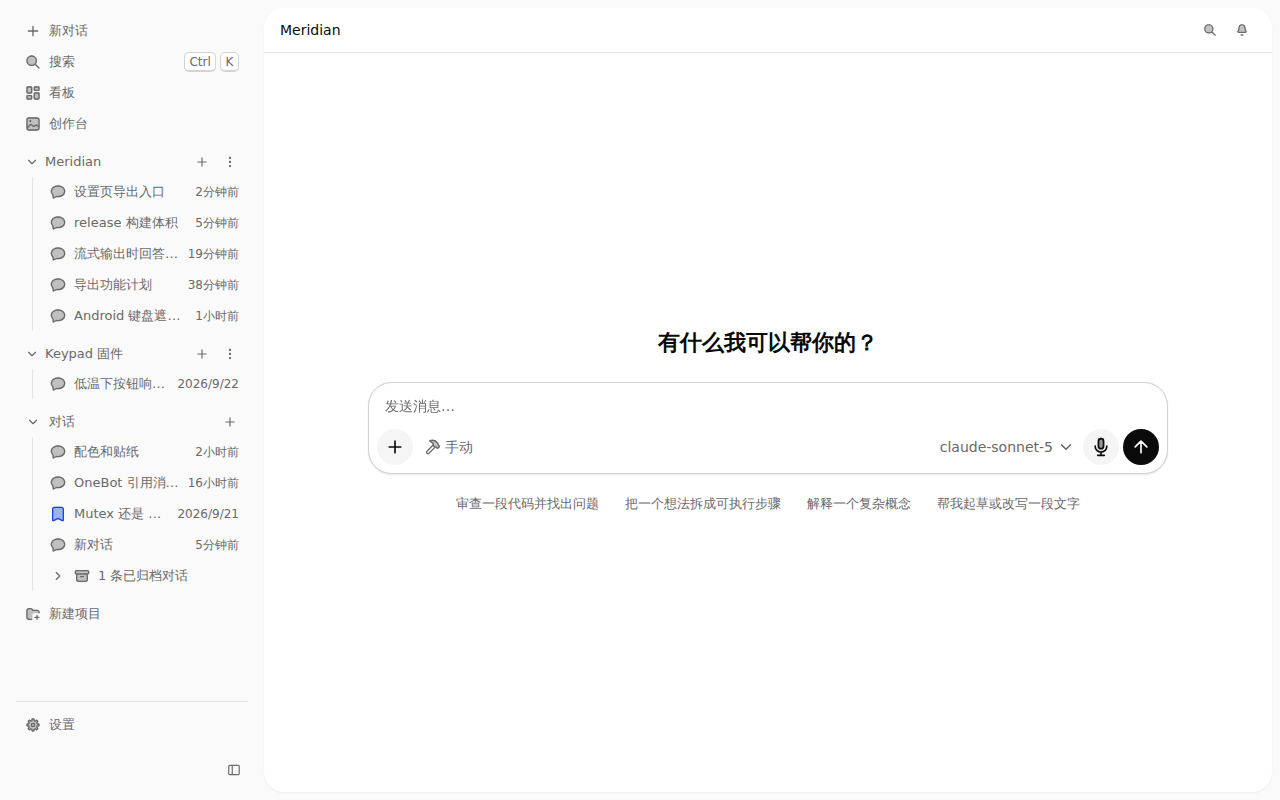 新对话
搜索 Ctrl K
看板
创作台
Meridian
设置页导出入口 2分钟前
release 构建体积 5分钟前
流式输出时回答… 19分钟前
导出功能计划 38分钟前
Android 键盘遮… 1小时前
Keypad 固件
低温下按钮响… 2026/9/22
对话
配色和贴纸 2小时前
OneBot 引用消… 16小时前
Mutex 还是 … 2026/9/21
新对话 5分钟前
1 条已归档对话
新建项目
设置
Meridian
有什么我可以帮你的？
发送消息…
手动 claude-sonnet-5
审查一段代码并找出问题 把一个想法拆成可执行步骤 解释一个复杂概念 帮我起草或改写一段文字